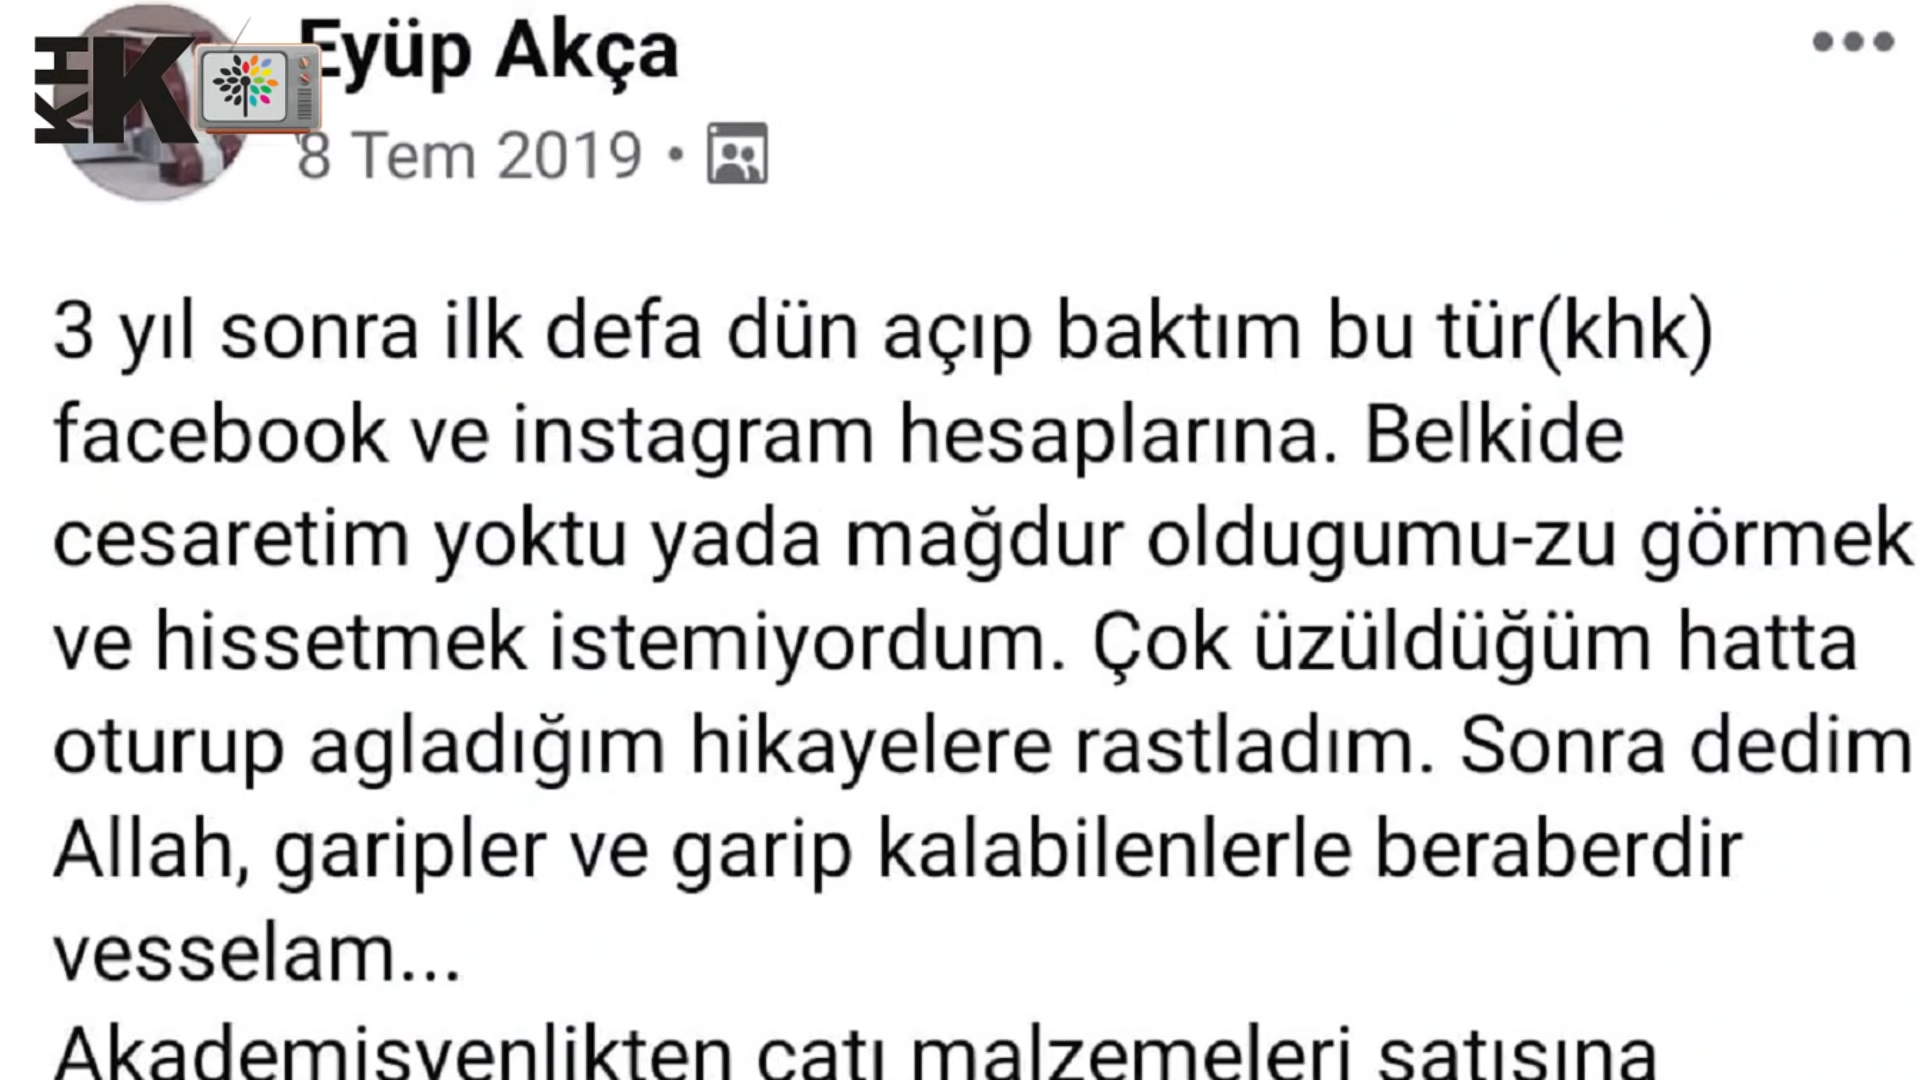 KHK
Eyüp Akça
8 Tem 2019
3 yıl sonra ilk defa dün açıp baktım bu tür(khk)
facebook ve instagram hesaplarına. Belkide
cesaretim yoktu yada mağdur oldugumu-zu görmek
ve hissetmek istemiyordum. Çok üzüldüğüm hatta
oturup agladığım hikayelere rastladım. Sonra dedim
Allah, garipler ve garip kalabilenlerle beraberdir
vesselam...
Akademisyenlikten çatı malzemeleri satışına